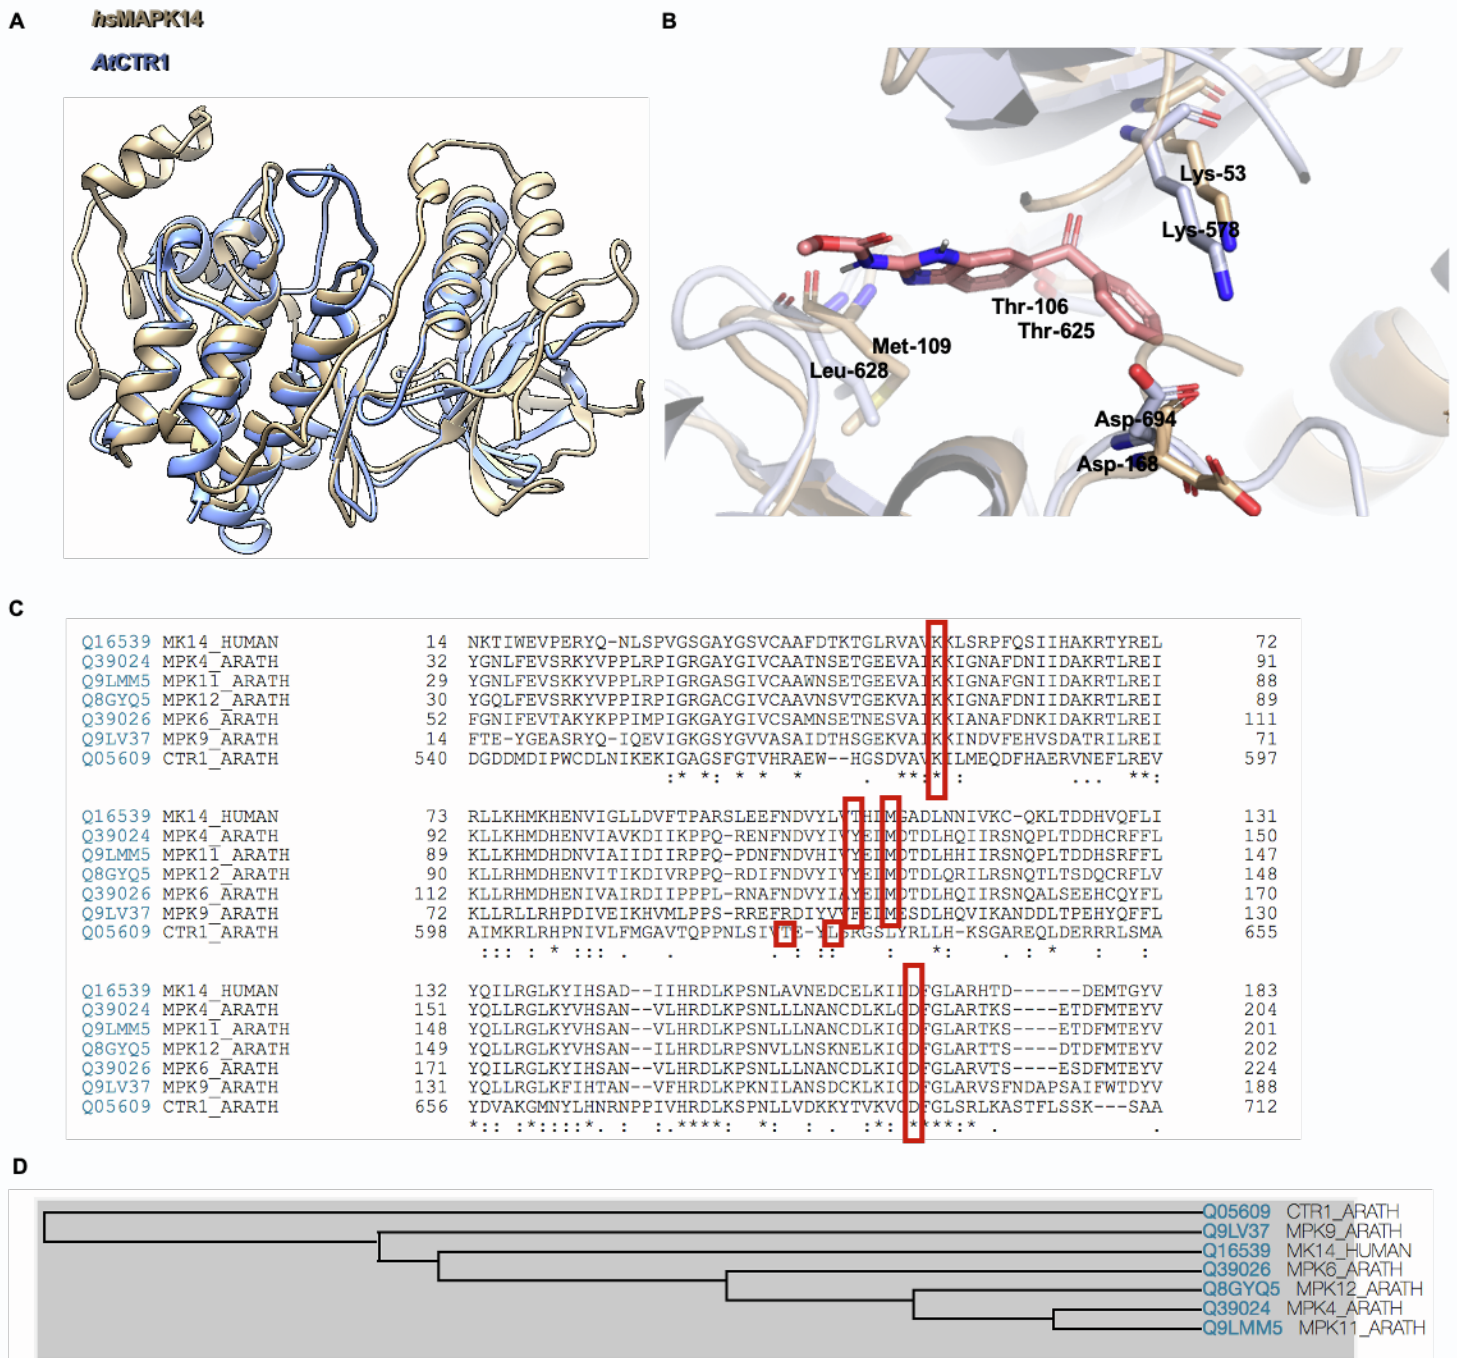 A
hsMAPK14
AtCTR1
B
Lys-53
Lys-578
Thr-106
Thr-625
Met-109
Leu-628
Asp-694
Asp-168
C
Q16539 MK14_HUMAN 14 NKTIWEVPERYQ-NLSPVGSGAYGSVCAAFDTKTGLRVAVKKLSRPFQSIIHAKRTYREL 72
Q39024 MPK4_ARATH 32 YGNLFEVSRKYVPPLRPIGRGAYGIVCAATNSETGEEVAIKKIGNAFDNIIDAKRTLREI 91
Q9LMM5 MPK11_ARATH 29 YGNLFEVSKKYVPPLRPIGRGASGIVCAAWNSETGEEVAIKKIGNAFGNIIDAKRTLREI 88
Q8GYQ5 MPK12_ARATH 30 YGQLFEVSRKYVPPIRPIGRGACGIVCAAVNSVTGEKVAIKKIGNAFDNIIDAKRTLREI 89
Q39026 MPK6_ARATH 52 FGNIFEVTAKYKPPIMPIGKGAYGIVCSAMNSETNESVAIKKIANAFDNKIDAKRTLREI 111
Q9LV37 MPK9_ARATH 14 FTE-YGEASRYQ-IQEVIGKGSYGVVASAIDTHSGEKVAIKKINDVFEHVSDATRILREI 71
Q05609 CTR1_ARATH 540 DGDDMDIPWCDLNIKEKIGAGSFGTVHRAEW--HGSDVAVKILMEQDFHAERVNEFLREV 597
:* *: * * * . **:* : ... **:
Q16539 MK14_HUMAN 73 RLLKHMKHENVIGLLDVFTPARSLEEFNDVYLVTHLMGADLNNIVKC-QKLTDDHVQFLI 131
Q39024 MPK4_ARATH 92 KLLKHMDHDNVIAVKDIIKPPQ-RENFNDVYIVYELMDTDLHQIIRSNQPLTDDHCRFFL 150
Q9LMM5 MPK11_ARATH 89 KLLKHMDHDNVIAIIDIIRPPQ-PDNFNDVHIVYELMDTDLHHIIRSNQPLTDDHSRFFL 147
Q8GYQ5 MPK12_ARATH 90 KLLRHMDHENVITIKDIVRPPQ-RDIFNDVYIVYELMDTDLQRILRSNQTLTSDQCRFLV 148
Q39026 MPK6_ARATH 112 KLLRHMDHENIVAIRDIIPPPL-RNAFNDVYIAYELMDTDLHQIIRSNQALSEEHCQYFL 170
Q9LV37 MPK9_ARATH 72 KLLRLLRHPDIVEIKHVMLPPS-RREFRDIYVVFELMESDLHQVIKANDDLTPEHYQFFL 130
Q05609 CTR1_ARATH 598 AIMKRLRHPNIVLFMGAVTQPPNLSIVTE-YLSRGSLYRLLH-KSGAREQLDERRRLSMA 655
::: : * ::: . . . : :: : *: : . * : :
Q16539 MK14_HUMAN 132 YQILRGLKYIHSAD--IIHRDLKPSNLAVNEDCELKILDFGLARHTD------DEMTGYV 183
Q39024 MPK4_ARATH 151 YQLLRGLKYVHSAN--VLHRDLKPSNLLLNANCDLKLGDFGLARTKS----ETDFMTEYV 204
Q9LMM5 MPK11_ARATH 148 YQLLRGLKYVHSAN--VLHRDLKPSNLLLNANCDLKIGDFGLARTKS----ETDFMTEYV 201
Q8GYQ5 MPK12_ARATH 149 YQLLRGLKYVHSAN--ILHRDLRPSNVLLNSKNELKIGDFGLARTTS----DTDFMTEYV 202
Q39026 MPK6_ARATH 171 YQILRGLKYIHSAN--VLHRDLKPSNLLLNANCDLKICDFGLARVTS----ESDFMTEYV 224
Q9LV37 MPK9_ARATH 131 YQLLRGLKFIHTAN--VFHRDLKPKNILANSDCKLKICDFGLARVSFNDAPSAIFWTDYV 188
Q05609 CTR1_ARATH 656 YDVAKGMNYLHNRNPPIVHRDLKSPNLLVDKKYTVKVCDFGLSRLKASTFLSSK---SAA 712
*:: :*::::*. : :.****: *: : . :*: ****:* . .
D
Q05609 CTR1_ARATH
Q9LV37 MPK9_ARATH
Q16539 MK14_HUMAN
Q39026 MPK6_ARATH
Q8GYQ5 MPK12_ARATH
Q39024 MPK4_ARATH
Q9LMM5 MPK11_ARATH